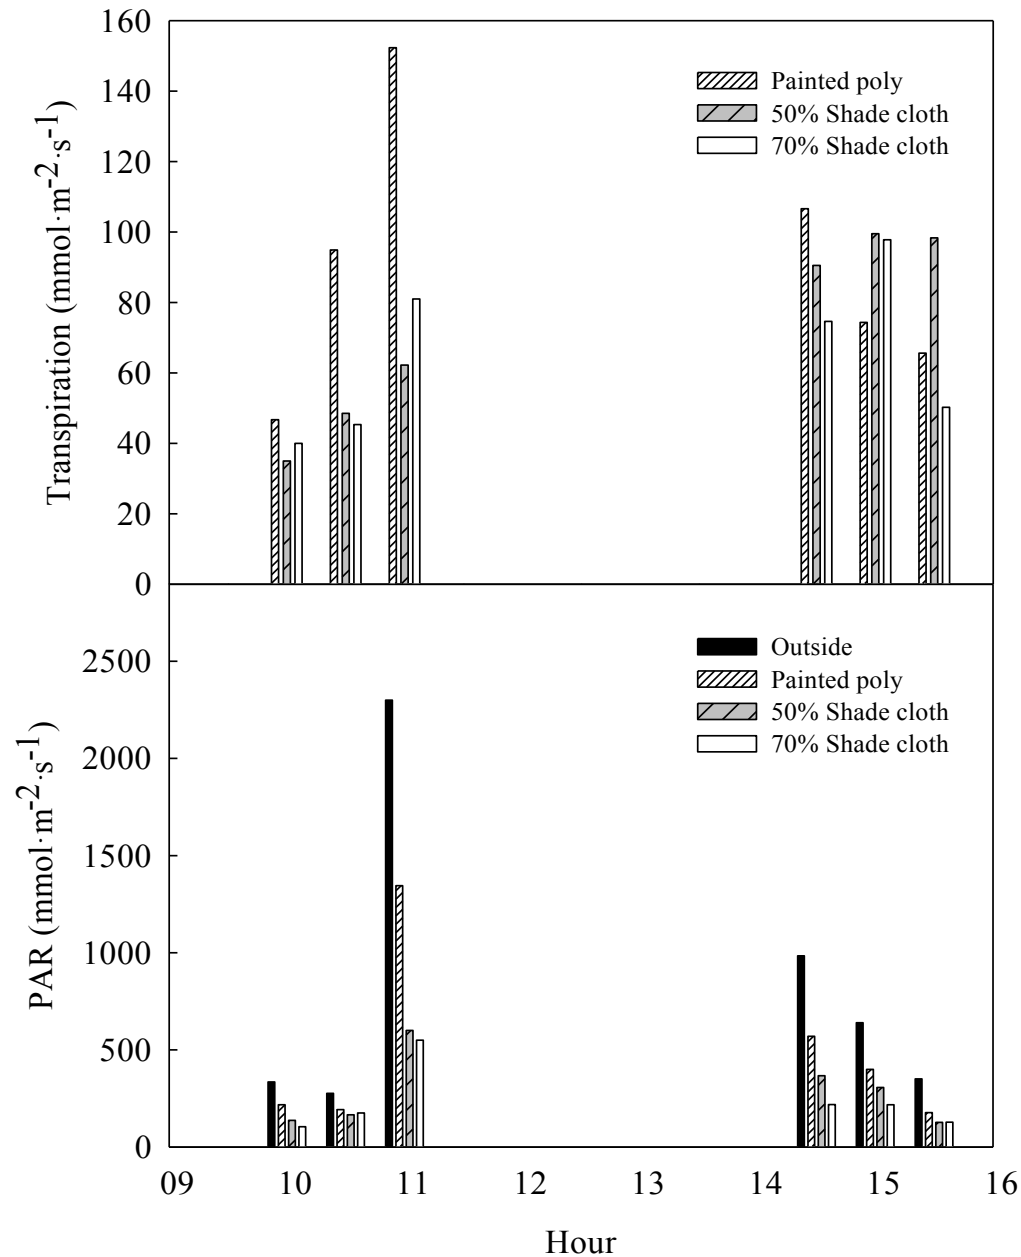 160
140
120
100
80
60
40
20
0
Transpiration (mmol·m-2·s-1)
Painted poly
50% Shade cloth
70% Shade cloth
2500
2000
1500
1000
500
0
PAR (mmol·m-2·s-1)
Outside
Painted poly
50% Shade cloth
70% Shade cloth
09 10 11 12 13 14 15 16
Hour